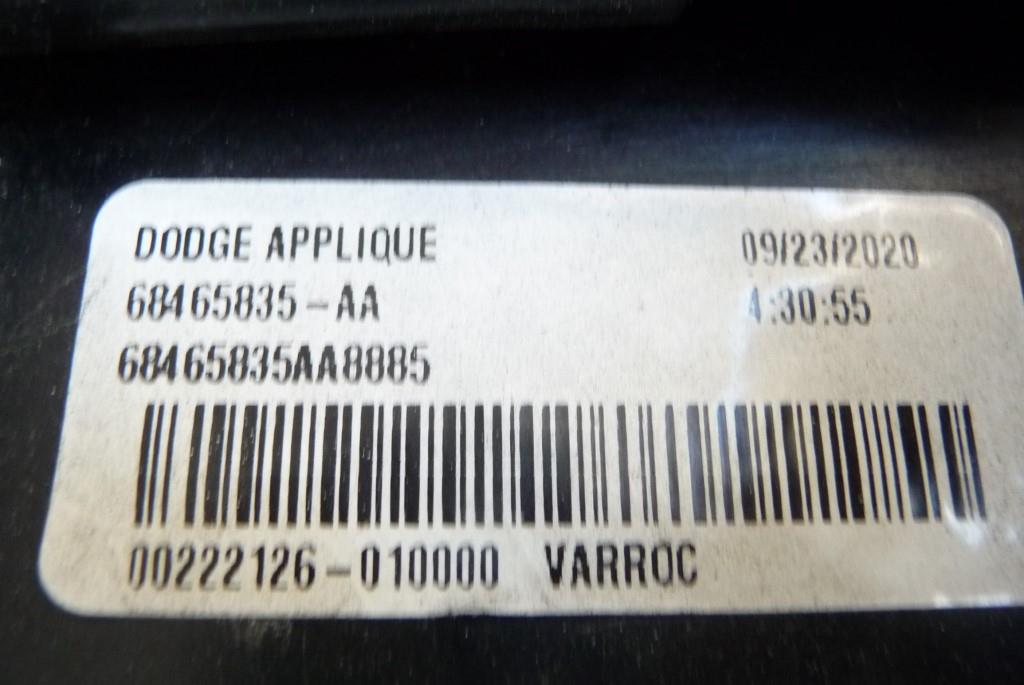 DODGE APPLIQUE 09/23/2020
68465835-AA 4:30:55
68465835AA8885
00222126-010000 VARROC